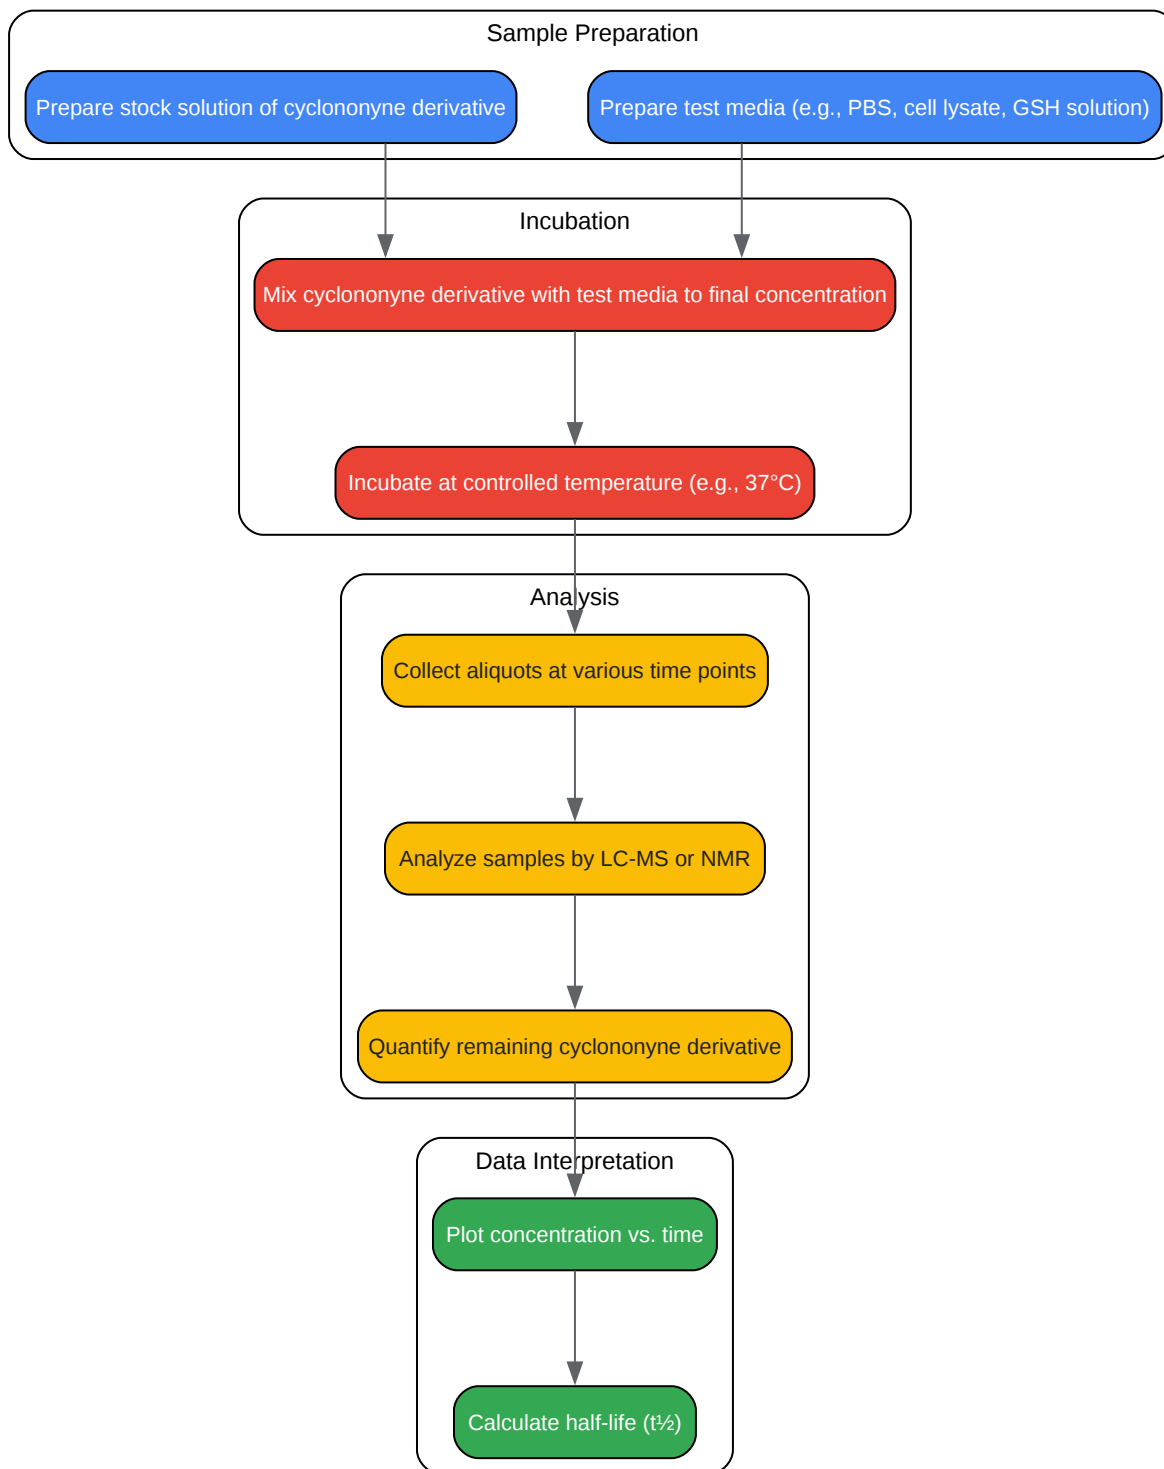 Sample Preparation
Prepare stock solution of cyclononyne derivative
Prepare test media (e.g., PBS, cell lysate, GSH solution)
Incubation
Mix cyclononyne derivative with test media to final concentration
Incubate at controlled temperature (e.g., 37°C)
Analysis
Collect aliquots at various time points
Analyze samples by LC-MS or NMR
Quantify remaining cyclononyne derivative
Data Interpretation
Plot concentration vs. time
Calculate half-life (t½)